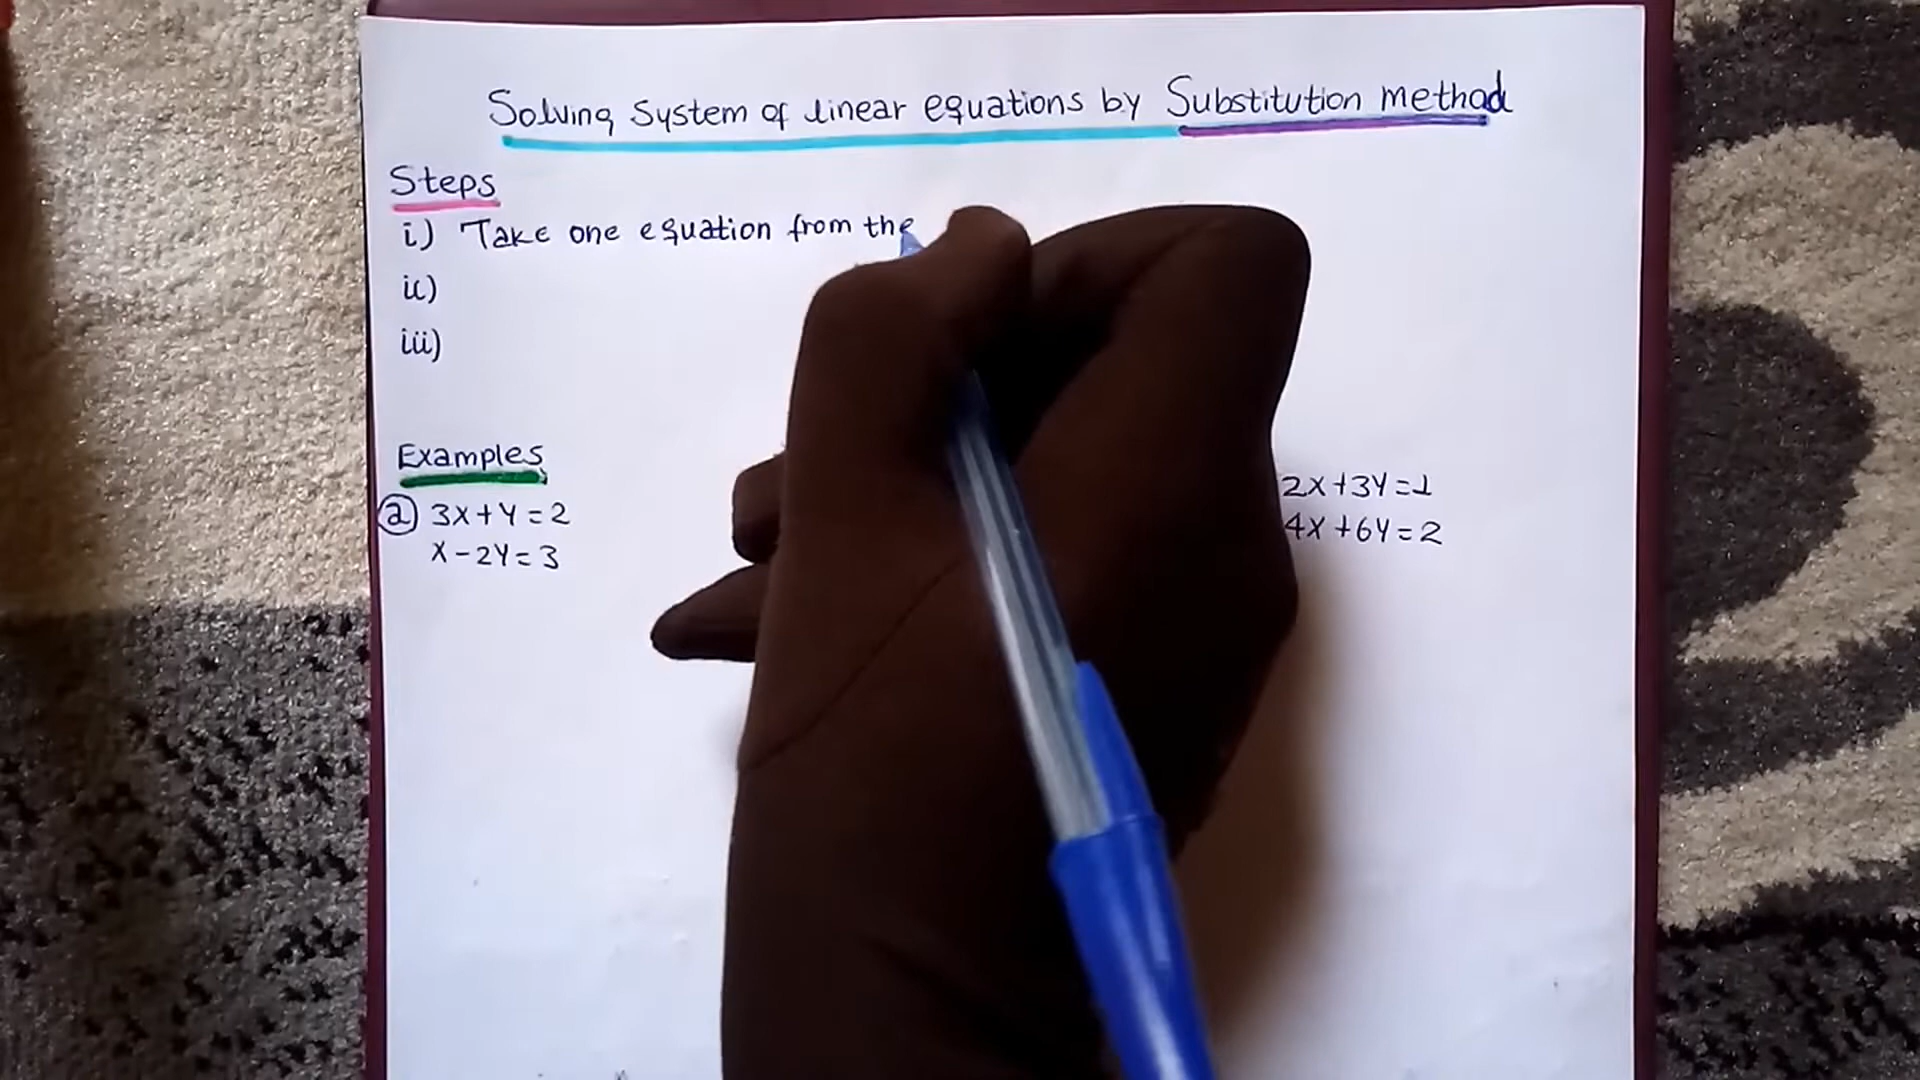 Solving System of linear equations by Substitution method
Steps
i) Take one equation from the
ii)
iii)
Examples
a) 3x+y=2
x-2y=3
2x+3y=1
4x+6y=2